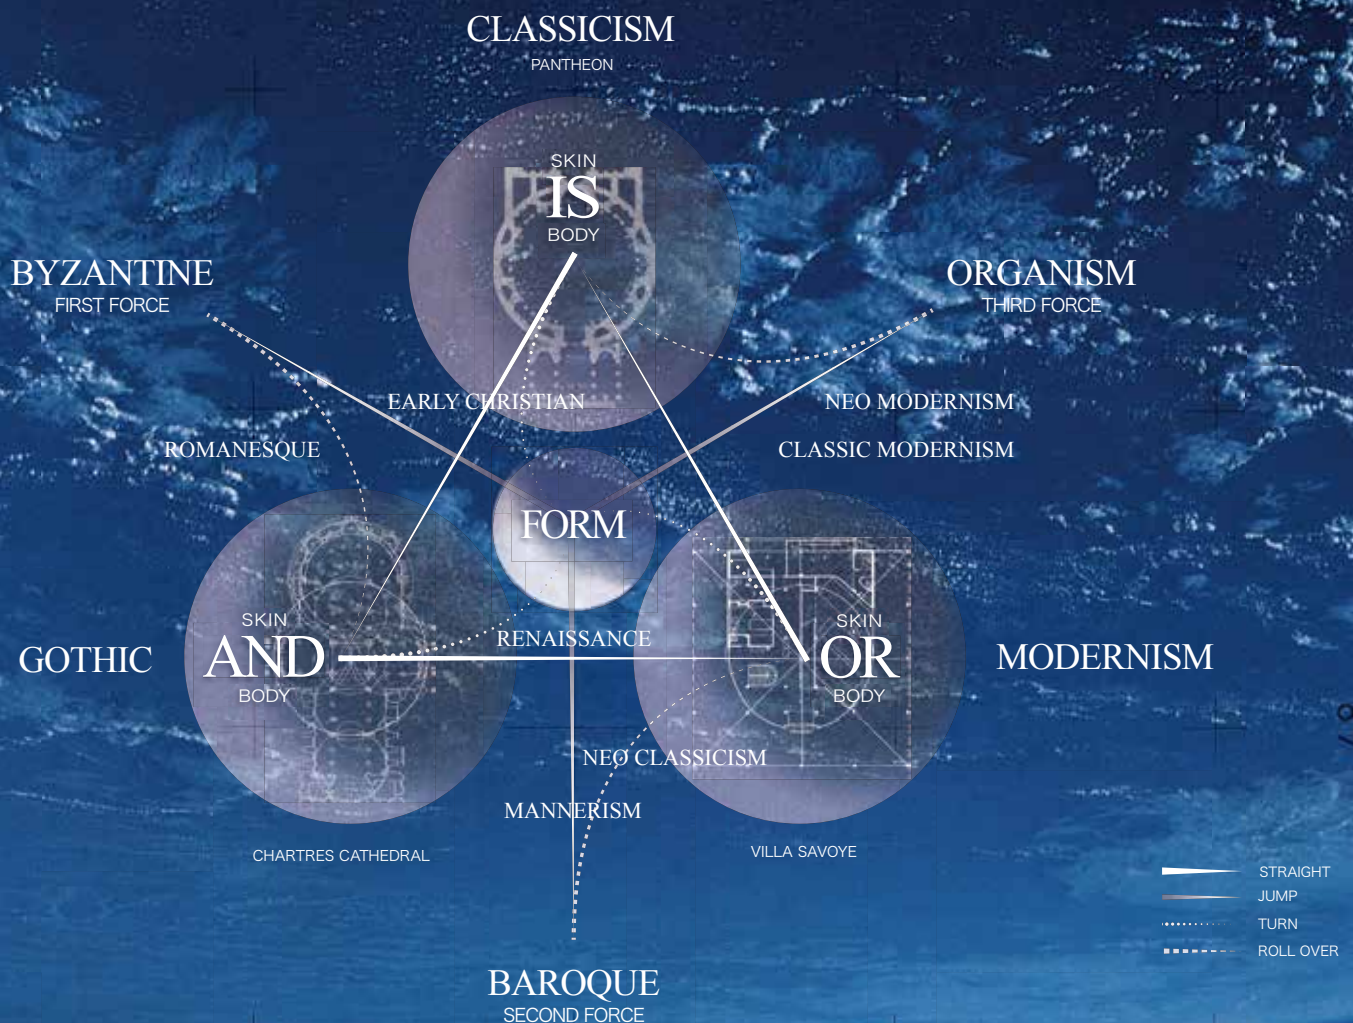 CLASSICISM
PANTHEON
SKIN
IS
BODY
BYZANTINE
FIRST FORCE
ORGANISM
THIRD FORCE
EARLY CHRISTIAN
NEO MODERNISM
ROMANESQUE
CLASSIC MODERNISM
FORM
SKIN
AND
BODY
RENAISSANCE
SKIN
OR
BODY
GOTHIC
MODERNISM
NEO CLASSICISM
MANNERISM
CHARTRES CATHEDRAL
VILLA SAVOYE
STRAIGHT
JUMP
TURN
ROLL OVER
BAROQUE
SECOND FORCE